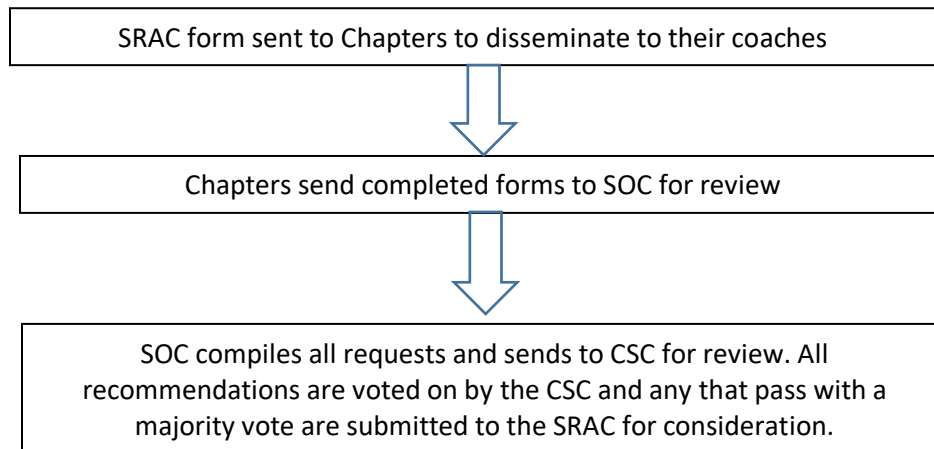 SRAC form sent to Chapters to disseminate to their coaches
Chapters send completed forms to SOC for review
SOC compiles all requests and sends to CSC for review. All
recommendations are voted on by the CSC and any that pass with a
majority vote are submitted to the SRAC for consideration.